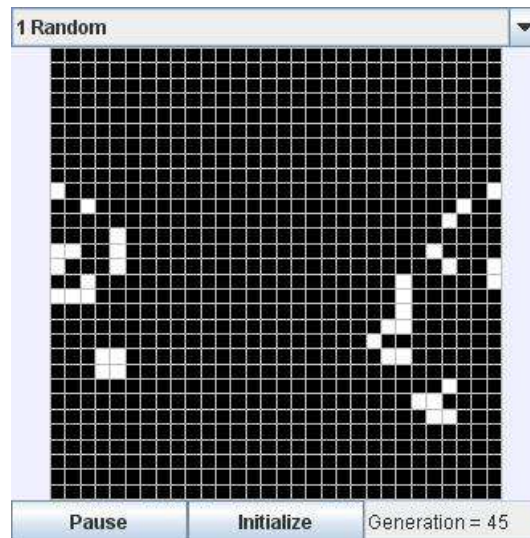 1 Random
Pause Initialize Generation = 45